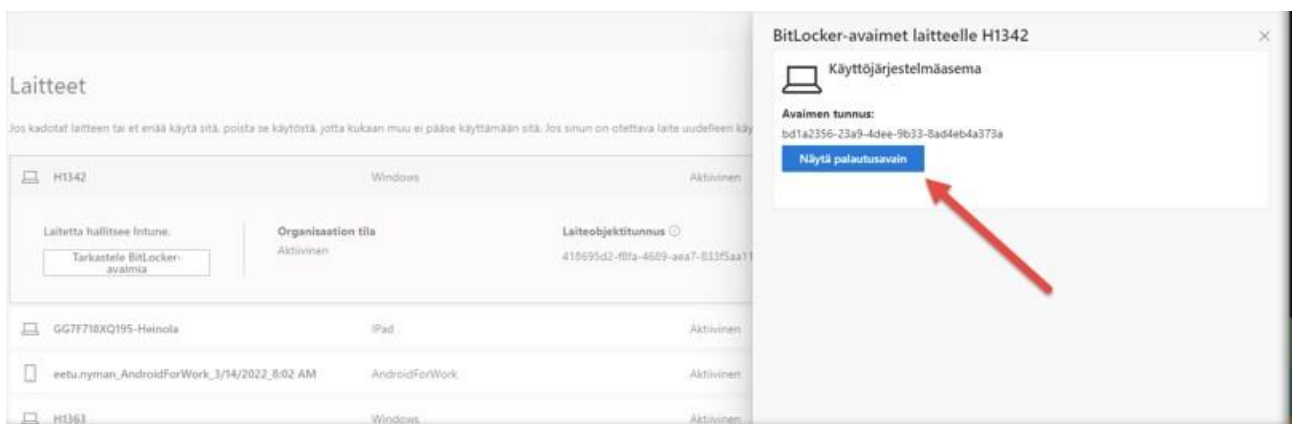 BitLocker-avaimet laitteelle H1342
Käyttöjärjestelmäasema
Avaimen tunnus:
bd1a2356-23a9-4dee-9b33-8ad4eb4a373a
Näytä palautusavain
Laitteet
Jos kadotat laitteen tai et enää käytä sitä, poista se käytöstä, jotta kukaan muu ei pääse käyttämään sitä. Jos sinun on otettava laite uudelleen käy
H1342 Windows Aktiivinen
Laitetta hallitsee Intune.
Tarkastele BitLocker-
avaimia
Organisaation tila
Aktiivinen
Laiteobjektitunnus
GG7F718XQ195-Heinola IPad Aktiivinen
eetu.nyman_AndroidForWork_3/14/2022_8:02 AM AndroidForWork Aktiivinen
H1363 Windows Aktiivinen